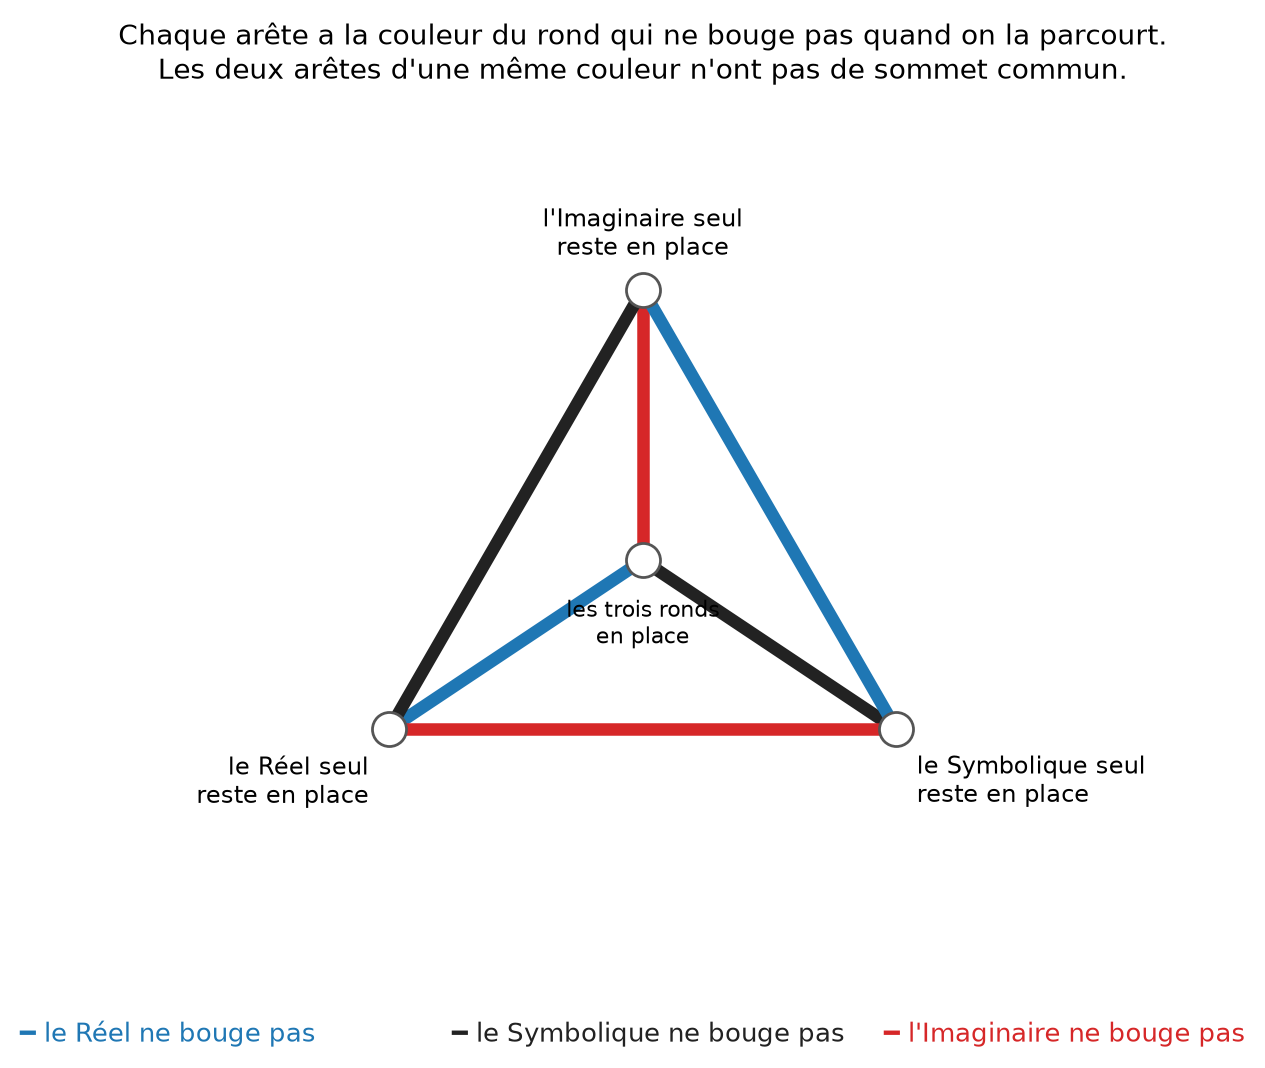 Chaque arête a la couleur du rond qui ne bouge pas quand on la parcourt.
Les deux arêtes d'une même couleur n'ont pas de sommet commun.
l'Imaginaire seul
reste en place
les trois ronds
en place
le Réel seul
reste en place
le Symbolique seul
reste en place
le Réel ne bouge pas
le Symbolique ne bouge pas
l'Imaginaire ne bouge pas